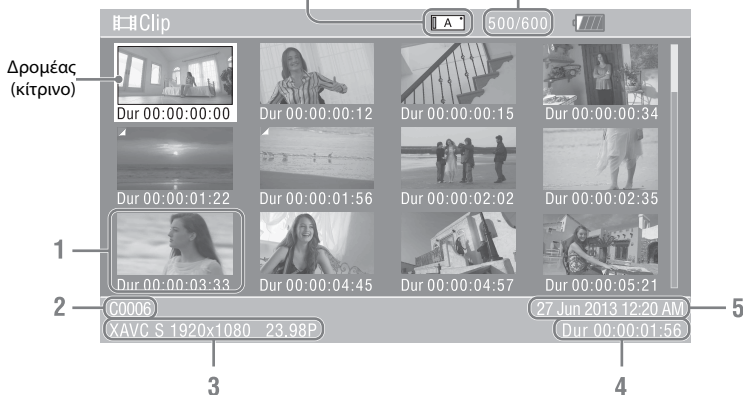 Clip
A
500/600
Δρομέας
(κίτρινο)
Dur 00:00:00:00
Dur 00:00:00:12
Dur 00:00:00:15
Dur 00:00:00:34
Dur 00:00:01:22
Dur 00:00:01:56
Dur 00:00:02:02
Dur 00:00:02:35
1
Dur 00:00:03:33
Dur 00:00:04:45
Dur 00:00:04:57
Dur 00:00:05:21
2
C0006
27 Jun 2013 12:20 AM
5
XAVC S 1920x1080 23.98P
Dur 00:00:01:56
3
4